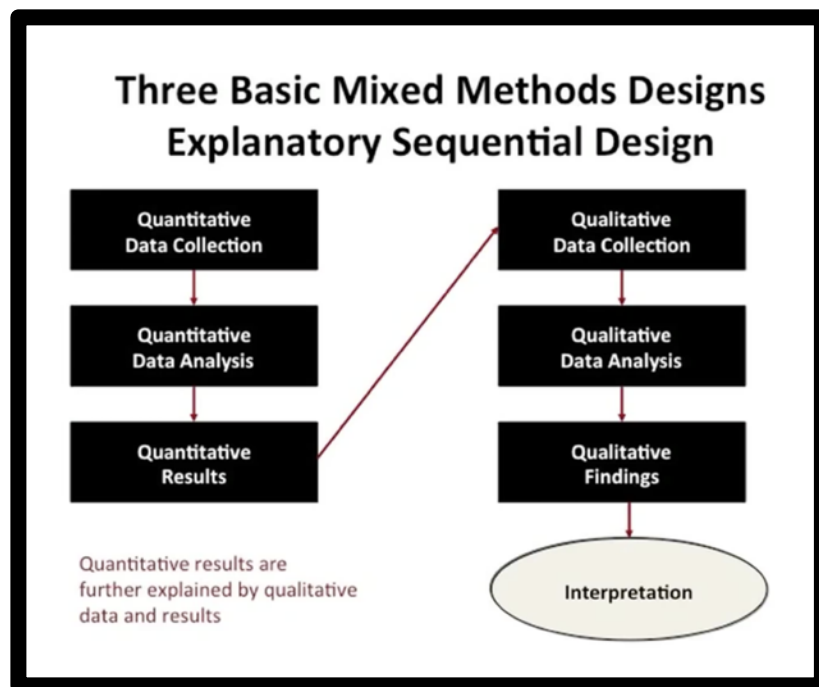 Three Basic Mixed Methods Designs
Explanatory Sequential Design
Quantitative
Data Collection
Quantitative
Data Analysis
Quantitative
Results
Quantitative results are
further explained by qualitative
data and results
Qualitative
Data Collection
Qualitative
Data Analysis
Qualitative
Findings
Interpretation